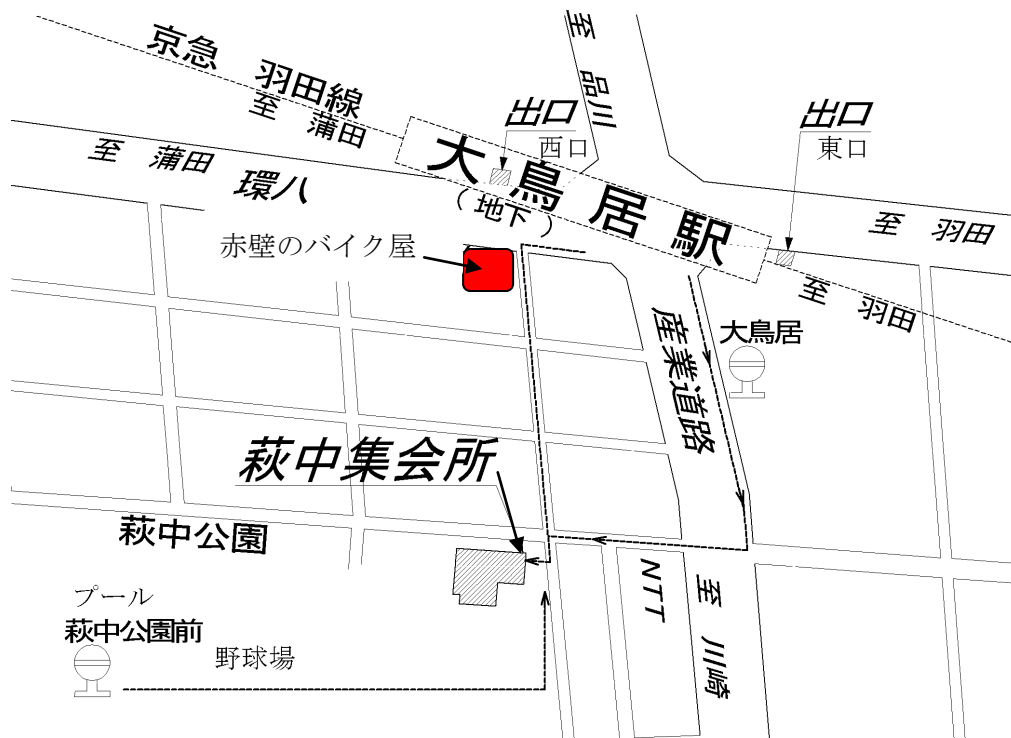 至 品川
京急 羽田線
至 蒲田
出口
西口
出口
東口
至 蒲田 環八
大鳥居駅
(地下)
至 羽田
赤壁のバイク屋
至 羽田
大鳥居
産業道路
萩中集会所
萩中公園
NTT
至 川崎
プール
萩中公園前
野球場